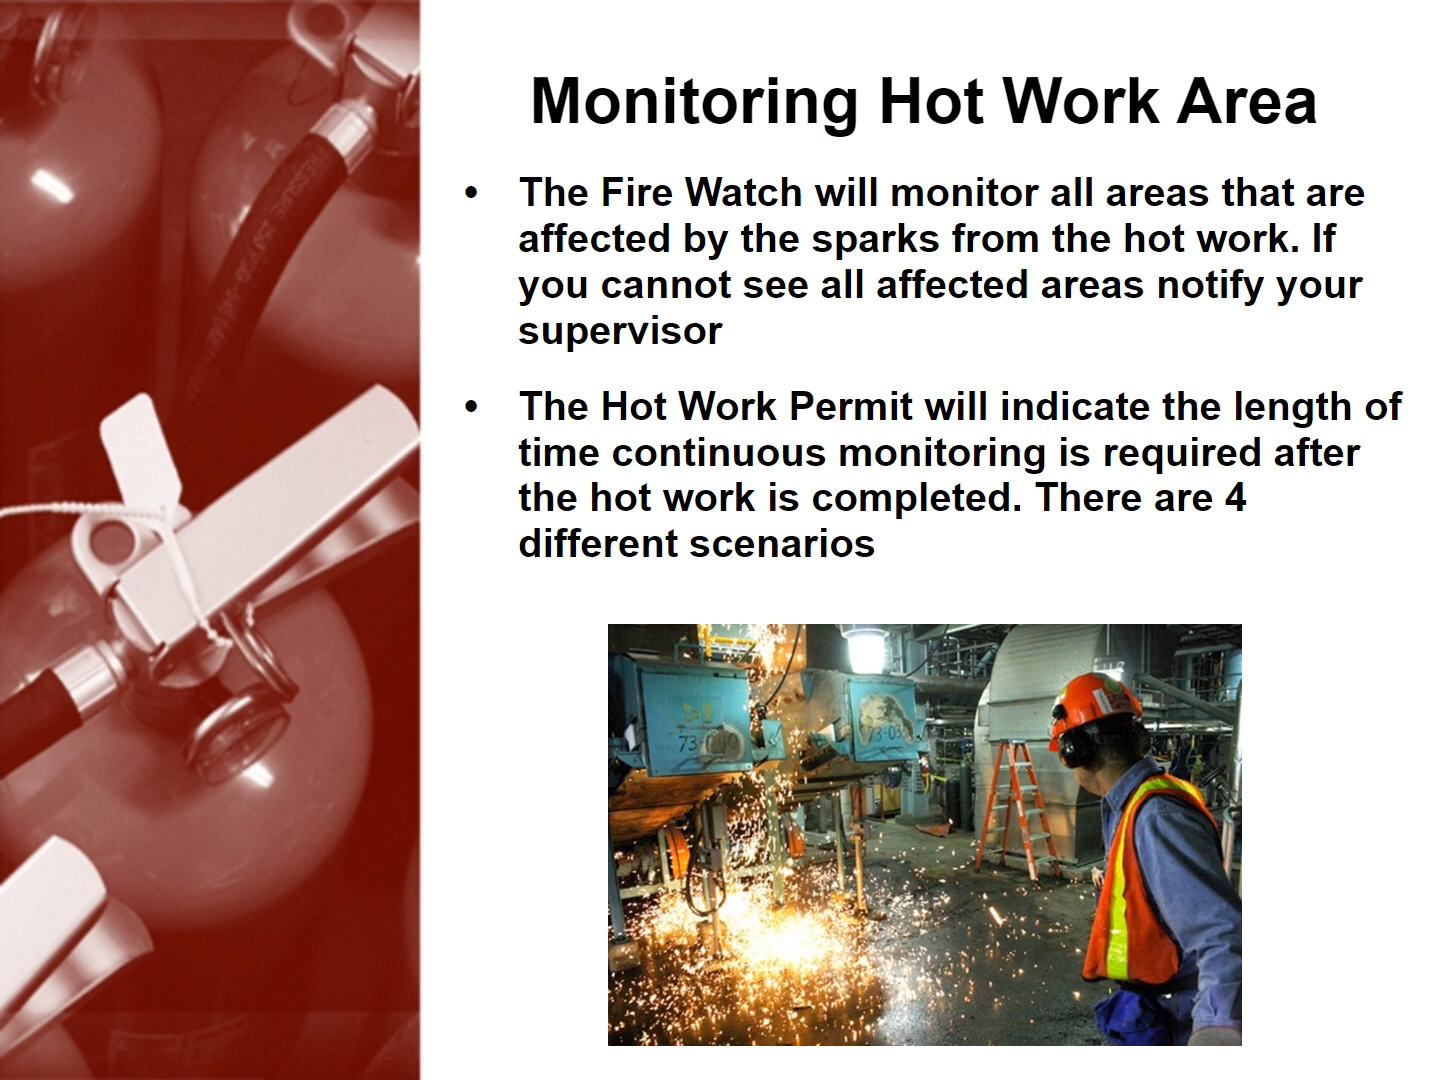 Monitoring Hot Work Area
• The Fire Watch will monitor all areas that are
affected by the sparks from the hot work. If
you cannot see all affected areas notify your
supervisor
• The Hot Work Permit will indicate the length of
time continuous monitoring is required after
the hot work is completed. There are 4
different scenarios
PRESSURE